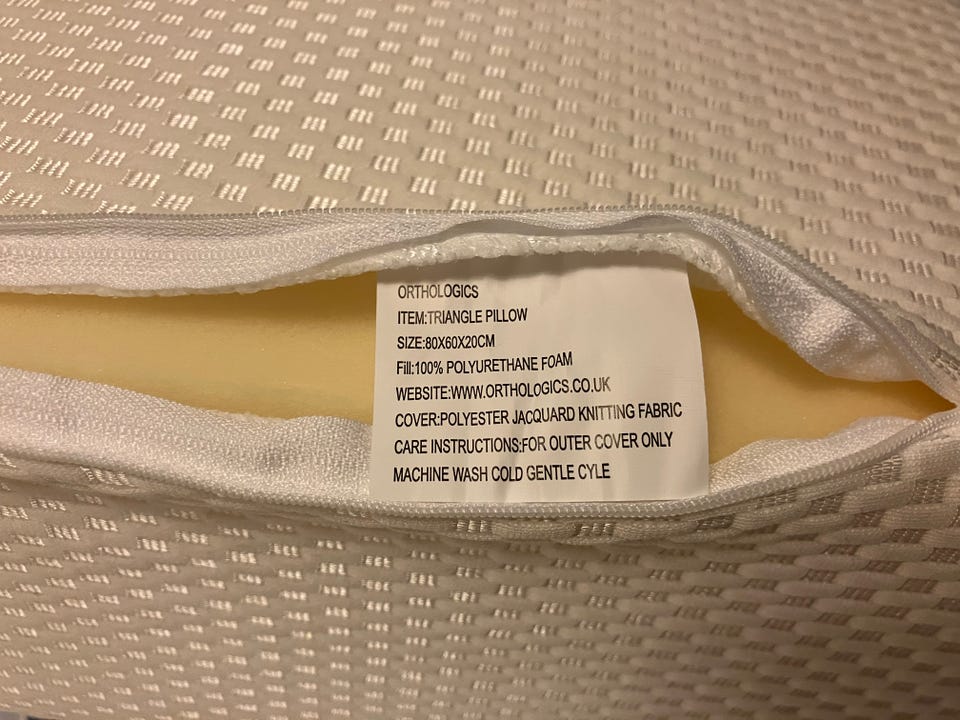 ORTHOLOGICS
ITEM:TRIANGLE PILLOW
SIZE:80X60X20CM
Fill:100% POLYURETHANE FOAM
WEBSITE:WWW.ORTHOLOGICS.CO.UK
COVER:POLYESTER JACQUARD KNITTING FABRIC
CARE INSTRUCTIONS:FOR OUTER COVER ONLY
MACHINE WASH COLD GENTLE CYLE